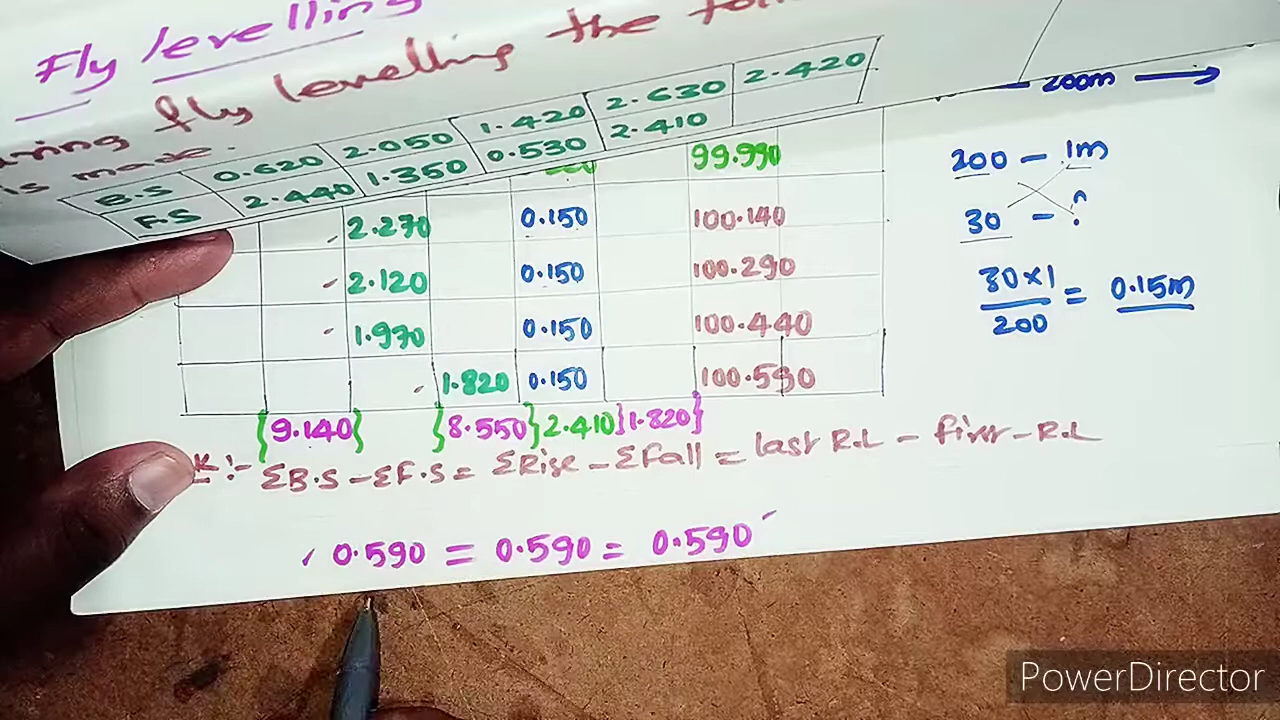 Fly levelling
fly levelling the
is made.
B.S 0.620 2.050 1.420 2.630 2.420
F.S 2.440 1.350 0.530 2.410
200m
99.990
2.270 0.150 100.140
2.120 0.150 100.290
1.970 0.150 100.440
1.820 0.150 100.590
{9.140} {8.550} 2.410} 1.820}
:- ΣB.S - ΣF.S = ΣRise - ΣFall = last R.L - first - R.L
0.590 = 0.590 = 0.590
200 - 1m
30 - ?
30 x 1
200
= 0.15m
PowerDirector